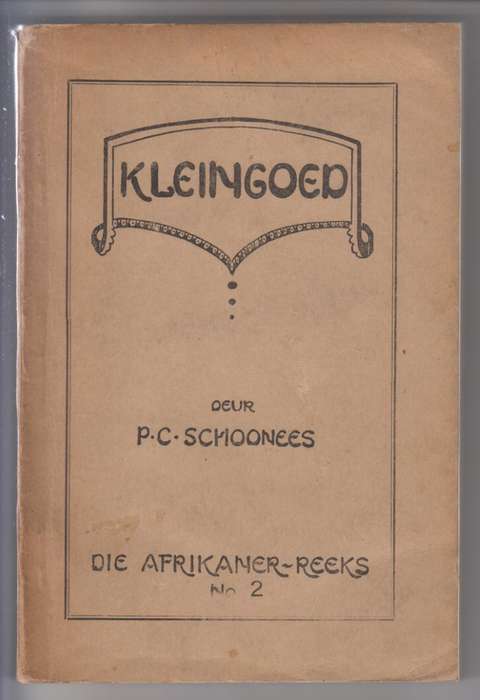 KLEINGOED
DEUR
P.C. SCHOONEES
DIE AFRIKANER-REEKS
No 2